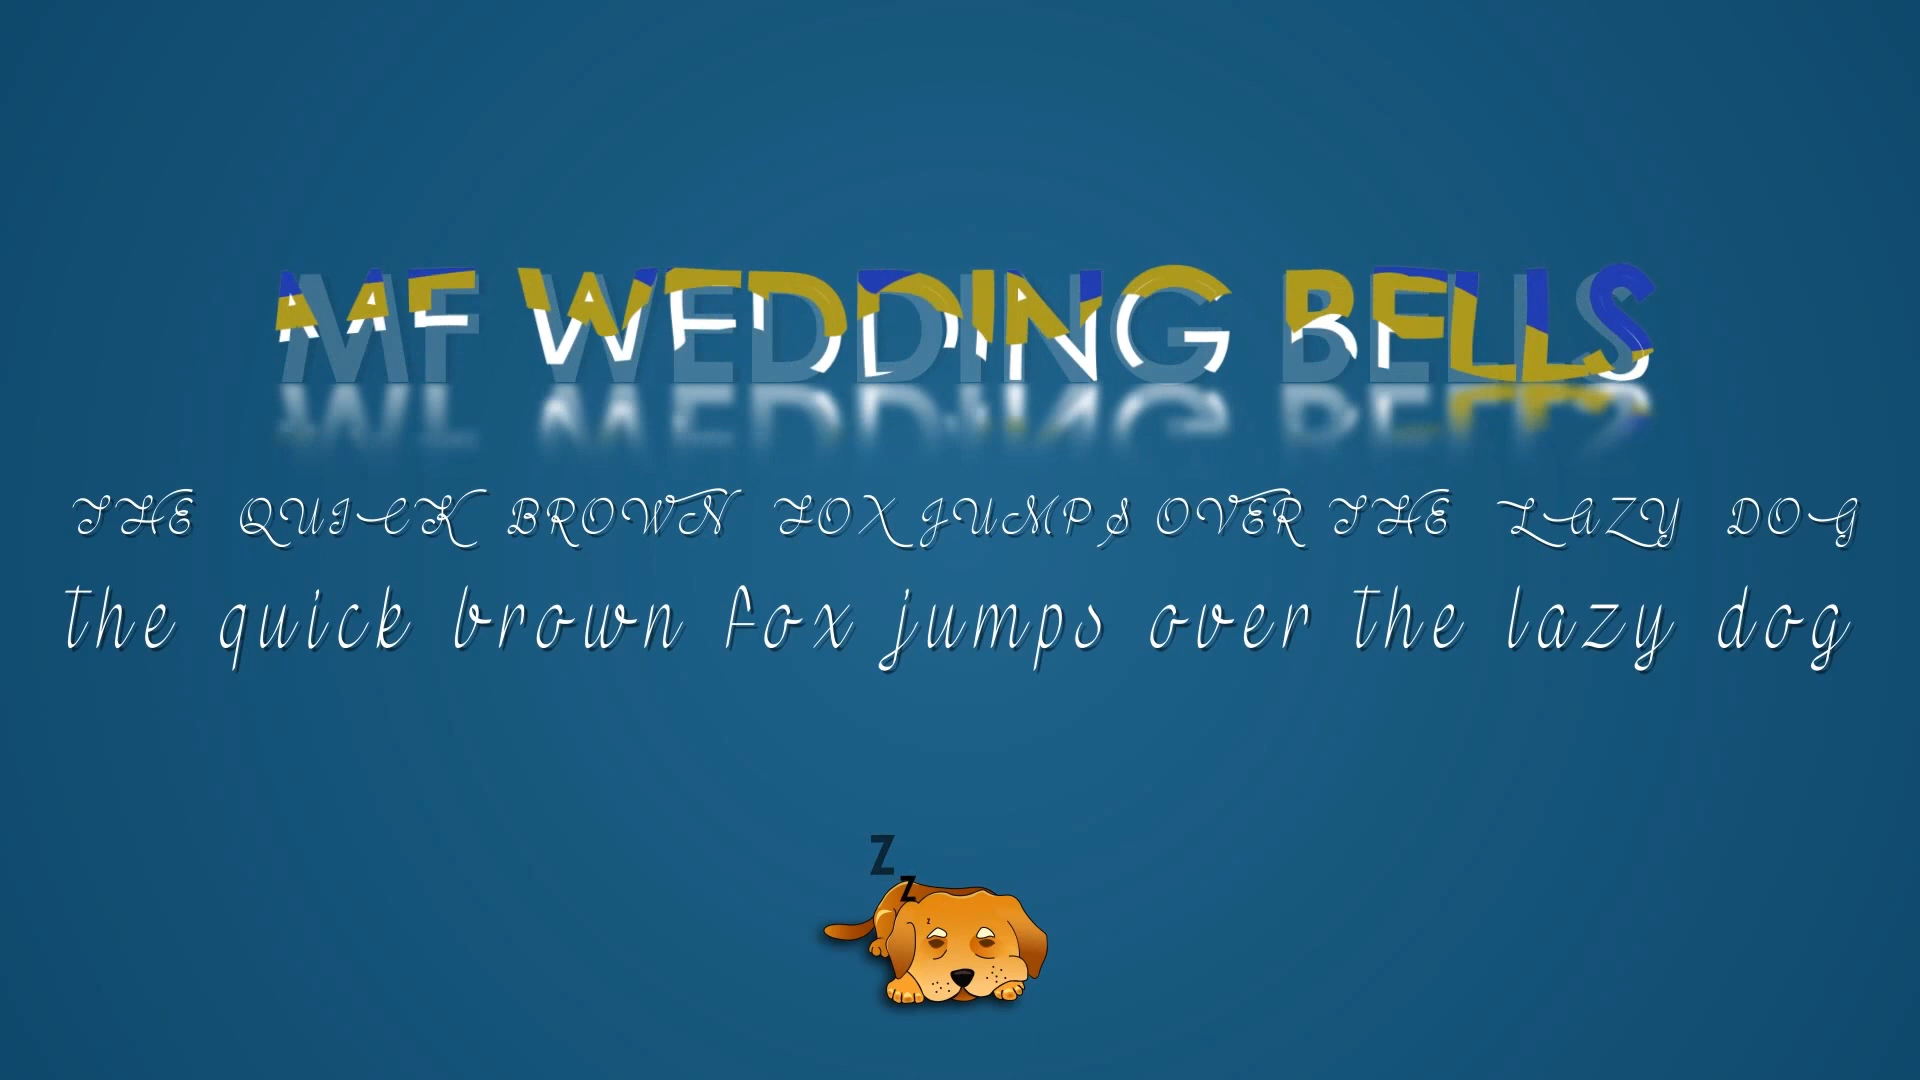 MF WEDDING BELLS
THE QUICK BROWN FOX JUMPS OVER THE LAZY DOG
the quick brown fox jumps over the lazy dog
Z
z
z